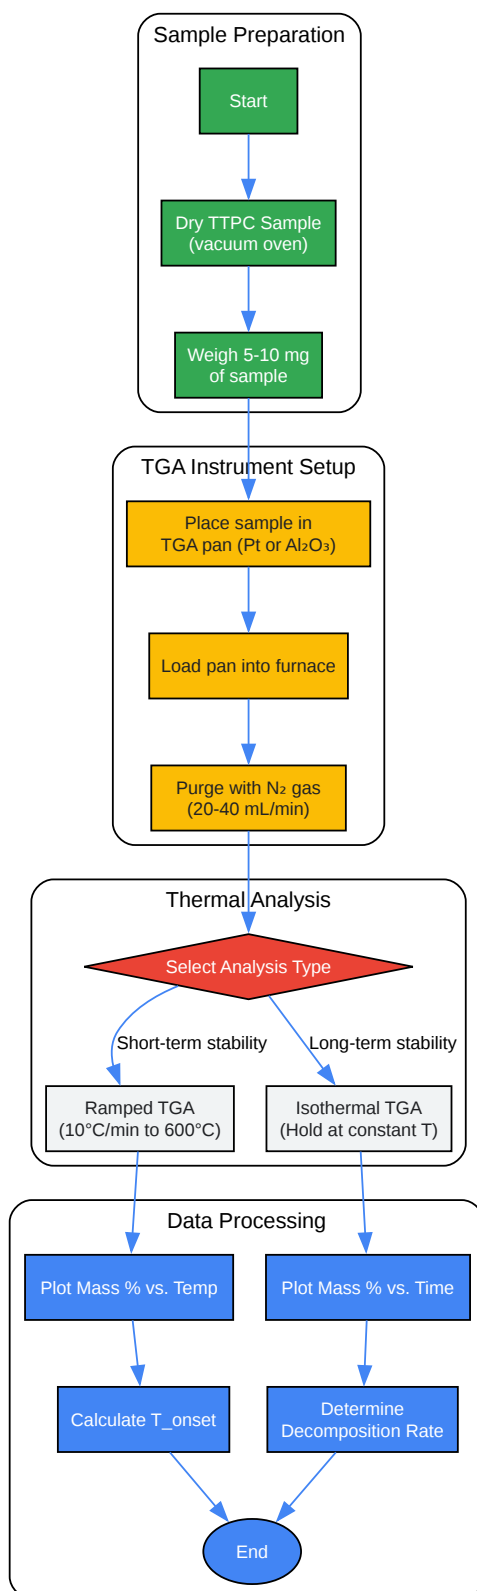 Sample Preparation
Start
Dry TTPC Sample
(vacuum oven)
Weigh 5-10 mg
of sample
TGA Instrument Setup
Place sample in
TGA pan (Pt or Al₂O₃)
Load pan into furnace
Purge with N₂ gas
(20-40 mL/min)
Thermal Analysis
Select Analysis Type
Short-term stability
Long-term stability
Ramped TGA
(10°C/min to 600°C)
Isothermal TGA
(Hold at constant T)
Data Processing
Plot Mass % vs. Temp
Plot Mass % vs. Time
Calculate T_onset
Determine
Decomposition Rate
End